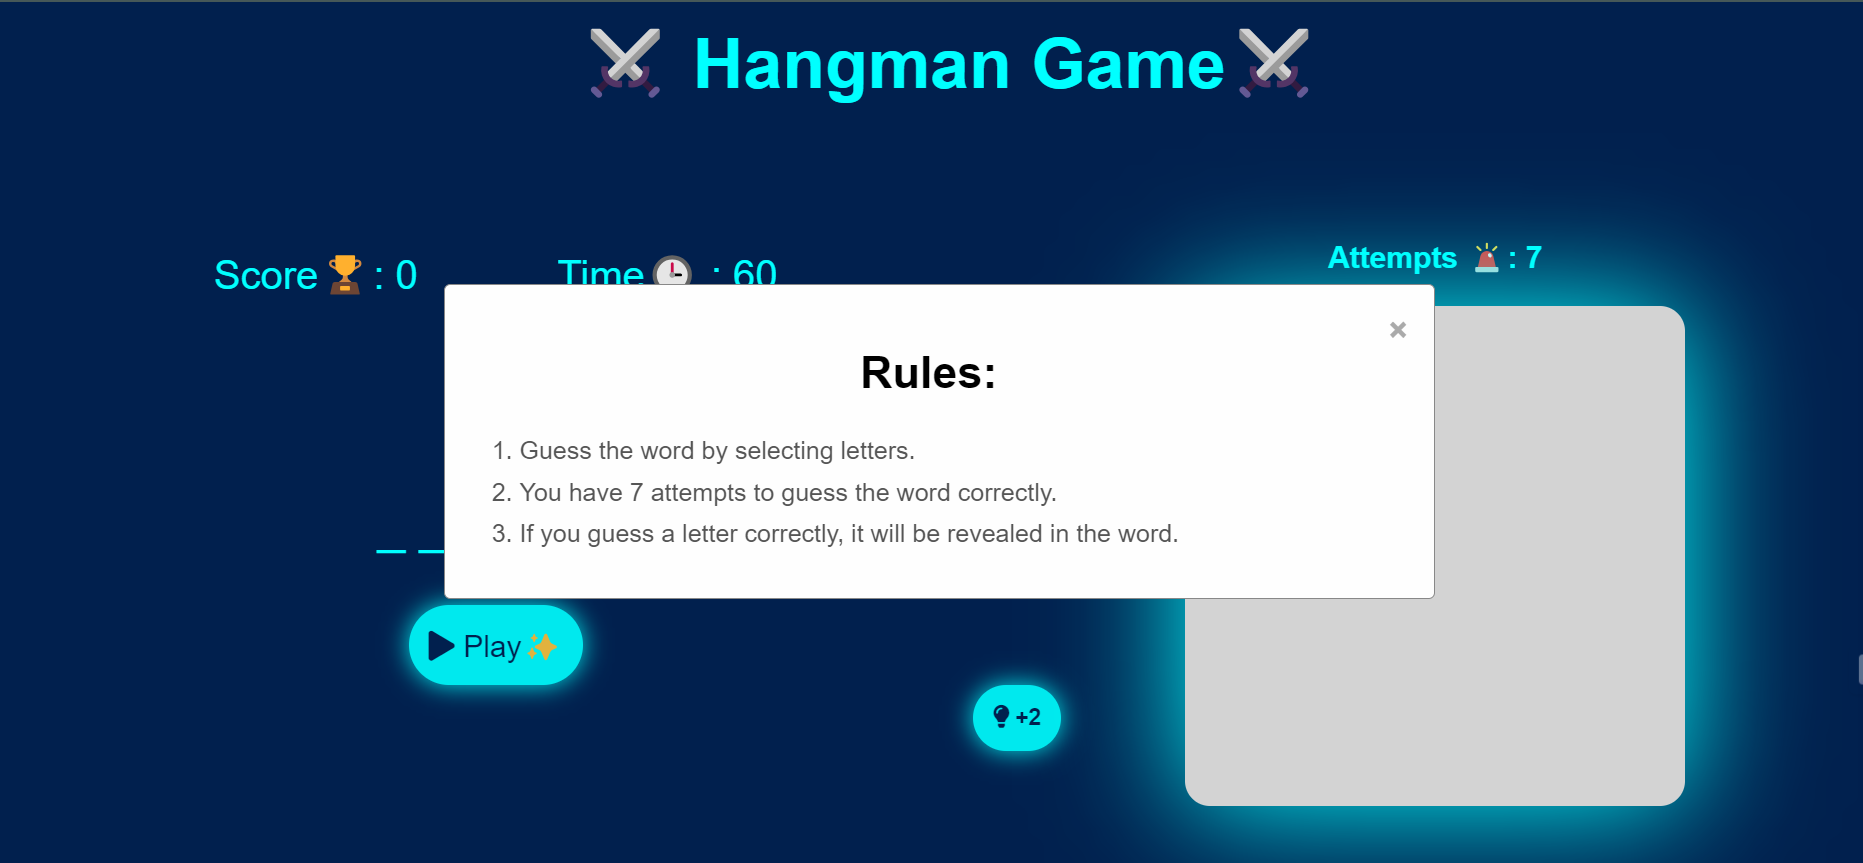 Hangman Game
Score : 0
Time : 60
Attempts : 7
×
Rules:
1. Guess the word by selecting letters.
2. You have 7 attempts to guess the word correctly.
3. If you guess a letter correctly, it will be revealed in the word.
_ _
Play
+2